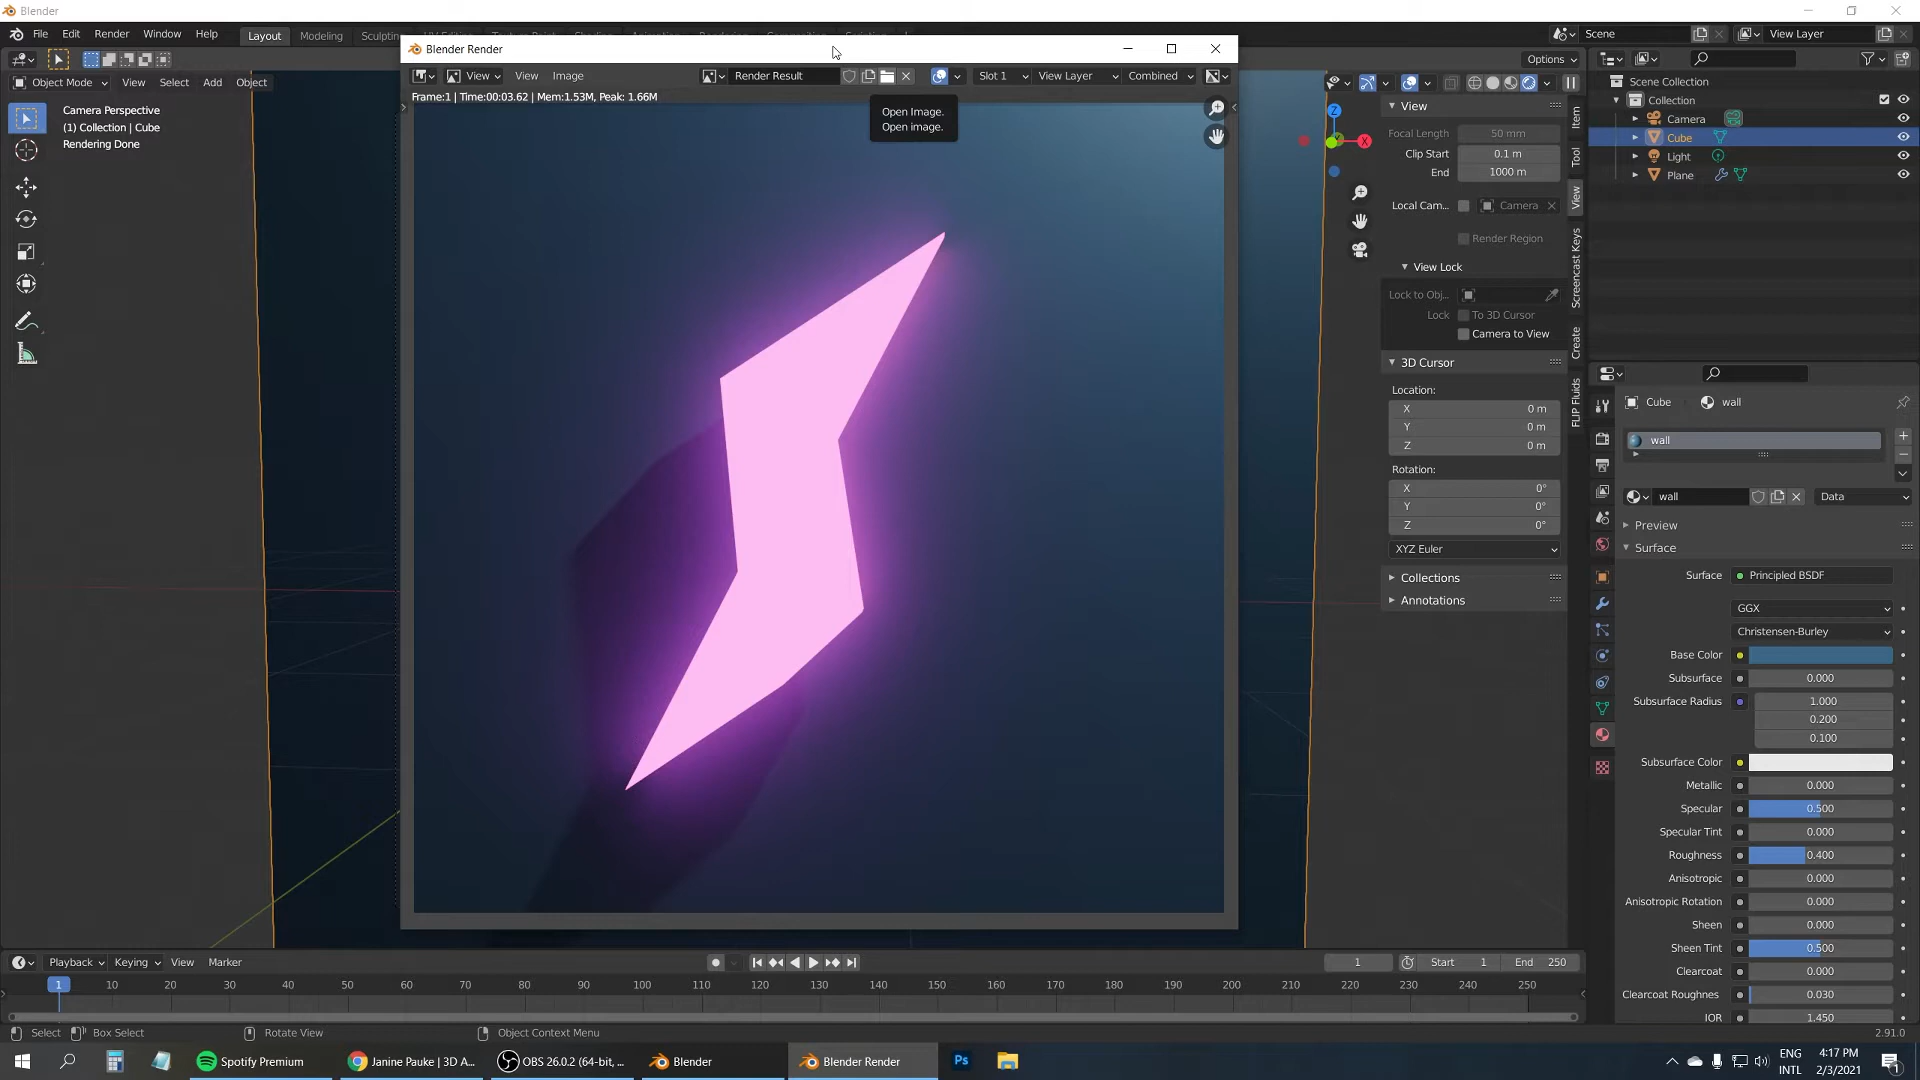 Blender
File Edit Render Window Help Layout Modeling Scene View Layer
Blender Render
Options
Object Mode View Select Add Object
View View Image Render Result Slot 1 View Layer Combined
Frame:1 | Time:00:03.62 | Mem:1.53M, Peak: 1.66M
Open Image.
Open image.
Camera Perspective
(1) Collection | Cube
Rendering Done
Z
X
View
Focal Length 50 mm
Clip Start 0.1 m
End 1000 m
Local Cam... Camera
Render Region
View Lock
Lock to Obj...
Lock To 3D Cursor
Camera to View
3D Cursor
Location:
X 0 m
Y 0 m
Z 0 m
Rotation:
X 0°
Y 0°
Z 0°
XYZ Euler
Collections
Annotations
Item
Tool
View
Screencast Keys
Create
FLIP Fluids
Scene Collection
Collection
Camera
Cube
Light
Plane
Cube wall
wall
wall Data
Preview
Surface
Surface Principled BSDF
GGX
Christensen-Burley
Base Color
Subsurface 0.000
Subsurface Radius 1.000
0.200
0.100
Subsurface Color
Metallic 0.000
Specular 0.500
Specular Tint 0.000
Roughness 0.400
Anisotropic 0.000
Anisotropic Rotation 0.000
Sheen 0.000
Sheen Tint 0.500
Clearcoat 0.000
Clearcoat Roughnes 0.030
IOR 1.450
Playback Keying View Marker 1 Start 1 End 250
1 10 20 30 40 50 60 70 80 90 100 110 120 130 140 150 160 170 180 190 200 210 220 230 240 250
Select Box Select Rotate View Object Context Menu 2.91.0
Spotify Premium Janine Pauke | 3D A... OBS 26.0.2 (64-bit, ... Blender Blender Render Ps
ENG
INTL
4:17 PM
2/3/2021
1